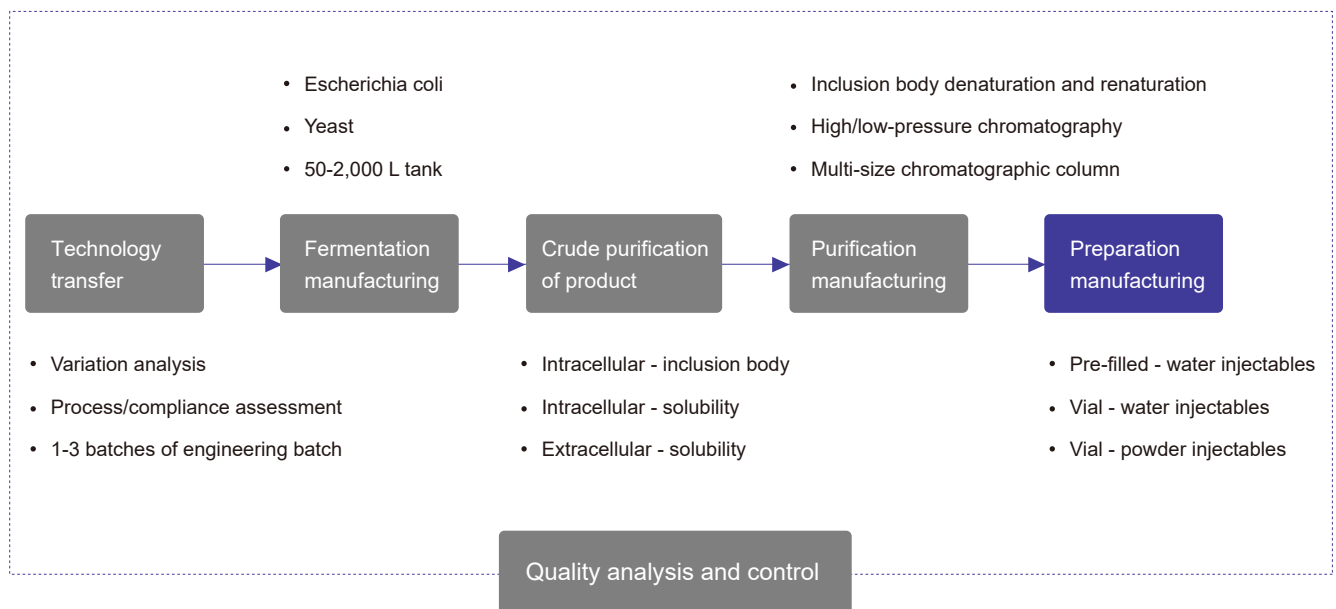 • Escherichia coli
• Yeast
• 50-2,000 L tank
• Inclusion body denaturation and renaturation
• High/low-pressure chromatography
• Multi-size chromatographic column
Technology
transfer
Fermentation
manufacturing
Crude purification
of product
Purification
manufacturing
Preparation
manufacturing
• Variation analysis
• Process/compliance assessment
• 1-3 batches of engineering batch
• Intracellular - inclusion body
• Intracellular - solubility
• Extracellular - solubility
• Pre-filled - water injectables
• Vial - water injectables
• Vial - powder injectables
Quality analysis and control